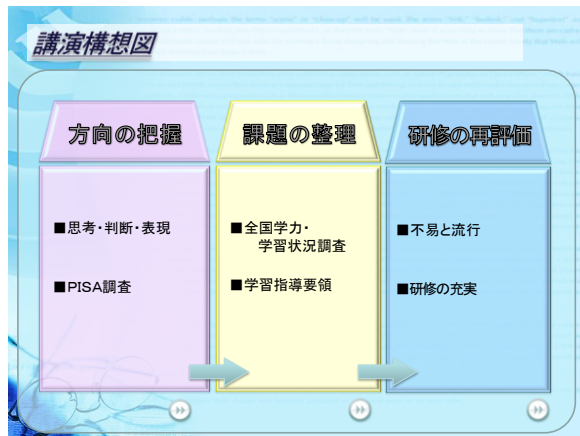 講演構想図
方向の把握
■思考・判断・表現
■PISA調査
課題の整理
■全国学力・
学習状況調査
■学習指導要領
研修の再評価
■不易と流行
■研修の充実